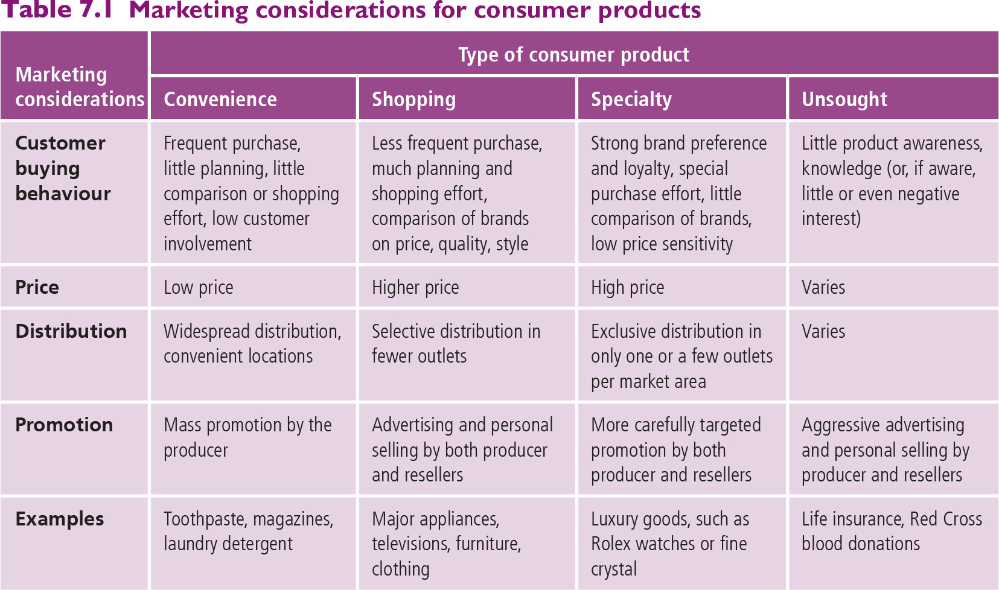 Table 7.1 Marketing considerations for consumer products
Marketing
considerations
Type of consumer product
Convenience
Shopping
Specialty
Unsought
Customer
buying
behaviour
Frequent purchase,
little planning, little
comparison or shopping
effort, low customer
involvement
Less frequent purchase,
much planning and
shopping effort,
comparison of brands
on price, quality, style
Strong brand preference
and loyalty, special
purchase effort, little
comparison of brands,
low price sensitivity
Little product awareness,
knowledge (or, if aware,
little or even negative
interest)
Price
Low price
Higher price
High price
Varies
Distribution
Widespread distribution,
convenient locations
Selective distribution in
fewer outlets
Exclusive distribution in
only one or a few outlets
per market area
Varies
Promotion
Mass promotion by the
producer
Advertising and personal
selling by both producer
and resellers
More carefully targeted
promotion by both
producer and resellers
Aggressive advertising
and personal selling by
producer and resellers
Examples
Toothpaste, magazines,
laundry detergent
Major appliances,
televisions, furniture,
clothing
Luxury goods, such as
Rolex watches or fine
crystal
Life insurance, Red Cross
blood donations